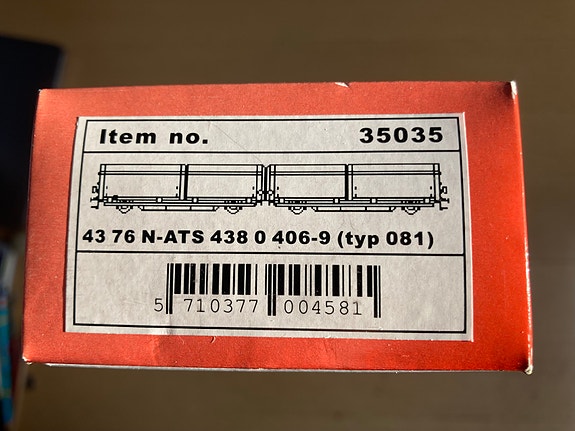 Item no. 35035
43 76 N-ATS 438 0 406-9 (typ 081)
5 710377 004581